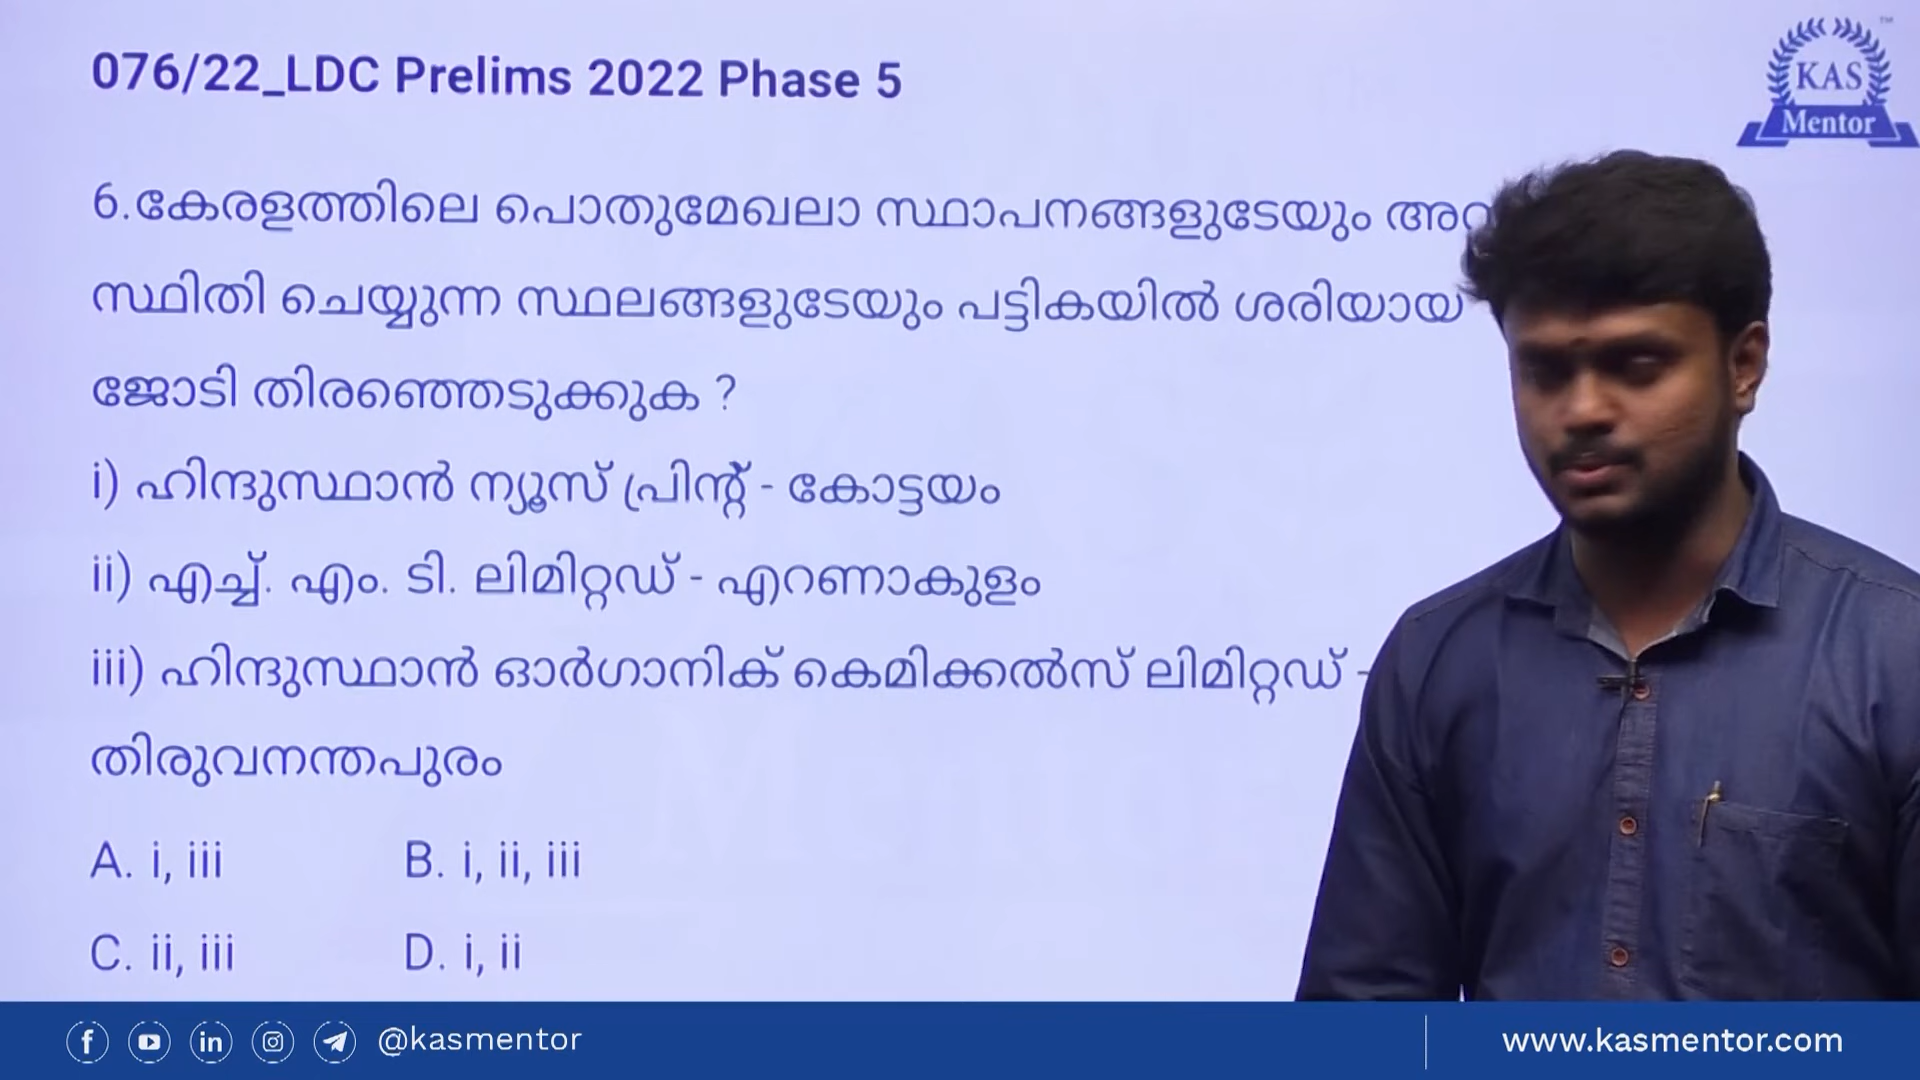 076/22_LDC Prelims 2022 Phase 5
KAS
Mentor
TM
6.കേരളത്തിലെ പൊതുമേഖലാ സ്ഥാപനങ്ങളുടേയും
സ്ഥിതി ചെയ്യുന്ന സ്ഥലങ്ങളുടേയും പട്ടികയിൽ ശരിയായ
ജോടി തിരഞ്ഞെടുക്കുക ?
i) ഹിന്ദുസ്ഥാൻ ന്യൂസ് പ്രിന്റ് - കോട്ടയം
ii) എച്ച്. എം. ടി. ലിമിറ്റഡ് - എറണാകുളം
iii) ഹിന്ദുസ്ഥാൻ ഓർഗാനിക് കെമിക്കൽസ് ലിമിറ്റഡ് -
തിരുവനന്തപുരം
A. i, iii B. i, ii, iii
C. ii, iii D. i, ii
@kasmentor www.kasmentor.com